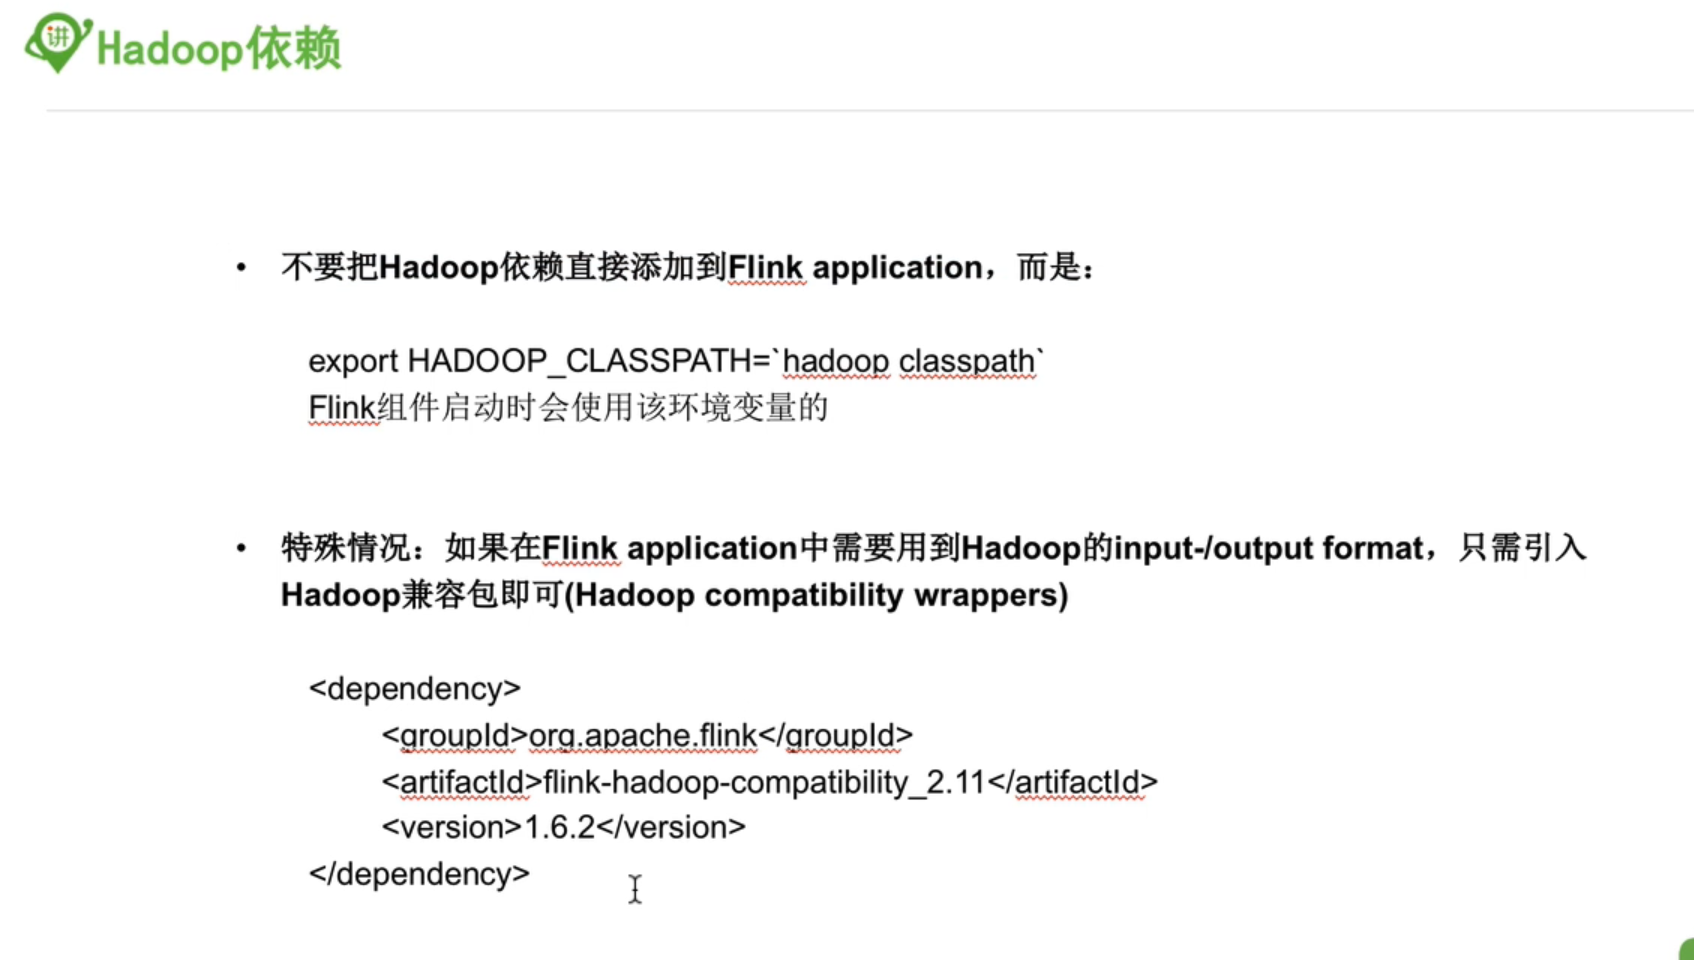 讲
Hadoop依赖
• 不要把Hadoop依赖直接添加到Flink application，而是：
export HADOOP_CLASSPATH=`hadoop classpath`
Flink组件启动时会使用该环境变量的
• 特殊情况：如果在Flink application中需要用到Hadoop的input-/output format，只需引入
Hadoop兼容包即可(Hadoop compatibility wrappers)
<dependency>
<groupId>org.apache.flink</groupId>
<artifactId>flink-hadoop-compatibility_2.11</artifactId>
<version>1.6.2</version>
</dependency>